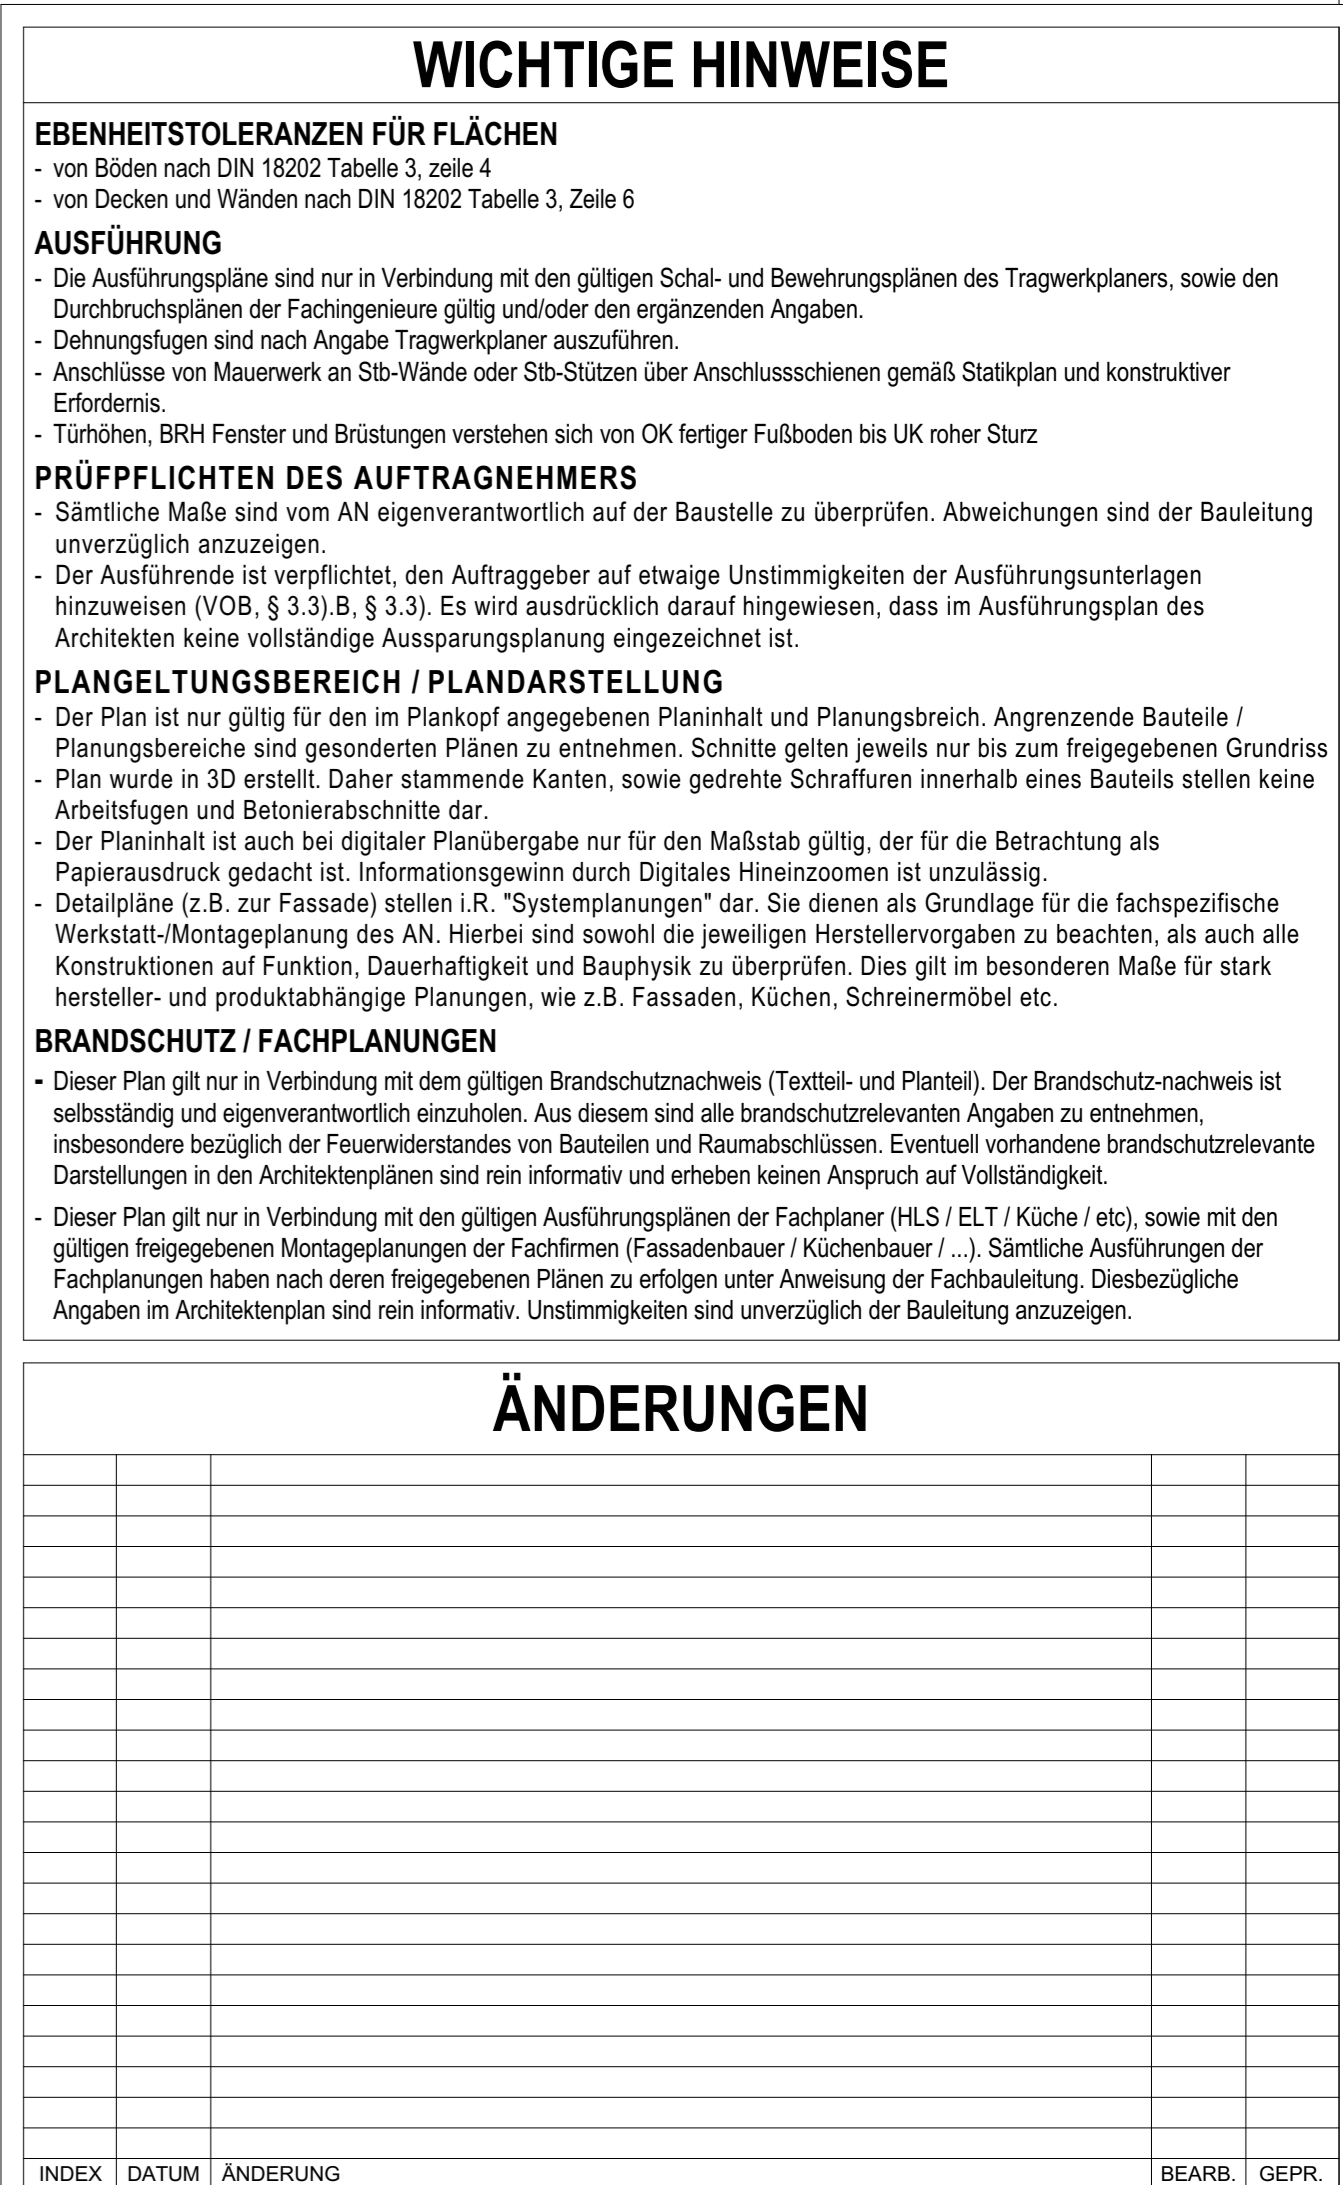 WICHTIGE HINWEISE
EBENHEITSTOLERANZEN FÜR FLÄCHEN
- von Böden nach DIN 18202 Tabelle 3, zeile 4
- von Decken und Wänden nach DIN 18202 Tabelle 3, Zeile 6
AUSFÜHRUNG
- Die Ausführungspläne sind nur in Verbindung mit den gültigen Schal- und Bewehrungsplänen des Tragwerkplaners, sowie den
Durchbruchsplänen der Fachingenieure gültig und/oder den ergänzenden Angaben.
- Dehnungsfugen sind nach Angabe Tragwerkplaner auszuführen.
- Anschlüsse von Mauerwerk an Stb-Wände oder Stb-Stützen über Anschlussschienen gemäß Statikplan und konstruktiver
Erfordernis.
- Türhöhen, BRH Fenster und Brüstungen verstehen sich von OK fertiger Fußboden bis UK roher Sturz
PRÜFPFLICHTEN DES AUFTRAGNEHMERS
- Sämtliche Maße sind vom AN eigenverantwortlich auf der Baustelle zu überprüfen. Abweichungen sind der Bauleitung
unverzüglich anzuzeigen.
- Der Ausführende ist verpflichtet, den Auftraggeber auf etwaige Unstimmigkeiten der Ausführungsunterlagen
hinzuweisen (VOB, § 3.3).B, § 3.3). Es wird ausdrücklich darauf hingewiesen, dass im Ausführungsplan des
Architekten keine vollständige Aussparungsplanung eingezeichnet ist.
PLANGELTUNGSBEREICH / PLANDARSTELLUNG
- Der Plan ist nur gültig für den im Plankopf angegebenen Planinhalt und Planungsbreich. Angrenzende Bauteile /
Planungsbereiche sind gesonderten Plänen zu entnehmen. Schnitte gelten jeweils nur bis zum freigegebenen Grundriss
- Plan wurde in 3D erstellt. Daher stammende Kanten, sowie gedrehte Schraffuren innerhalb eines Bauteils stellen keine
Arbeitsfugen und Betonierabschnitte dar.
- Der Planinhalt ist auch bei digitaler Planübergabe nur für den Maßstab gültig, der für die Betrachtung als
Papierausdruck gedacht ist. Informationsgewinn durch Digitales Hineinzoomen ist unzulässig.
- Detailpläne (z.B. zur Fassade) stellen i.R. "Systemplanungen" dar. Sie dienen als Grundlage für die fachspezifische
Werkstatt-/Montageplanung des AN. Hierbei sind sowohl die jeweiligen Herstellervorgaben zu beachten, als auch alle
Konstruktionen auf Funktion, Dauerhaftigkeit und Bauphysik zu überprüfen. Dies gilt im besonderen Maße für stark
hersteller- und produktabhängige Planungen, wie z.B. Fassaden, Küchen, Schreinermöbel etc.
BRANDSCHUTZ / FACHPLANUNGEN
- Dieser Plan gilt nur in Verbindung mit dem gültigen Brandschutznachweis (Textteil- und Planteil). Der Brandschutz-nachweis ist
selbsständig und eigenverantwortlich einzuholen. Aus diesem sind alle brandschutzrelevanten Angaben zu entnehmen,
insbesondere bezüglich der Feuerwiderstandes von Bauteilen und Raumabschlüssen. Eventuell vorhandene brandschutzrelevante
Darstellungen in den Architektenplänen sind rein informativ und erheben keinen Anspruch auf Vollständigkeit.
- Dieser Plan gilt nur in Verbindung mit den gültigen Ausführungsplänen der Fachplaner (HLS / ELT / Küche / etc), sowie mit den
gültigen freigegebenen Montageplanungen der Fachfirmen (Fassadenbauer / Küchenbauer / ...). Sämtliche Ausführungen der
Fachplanungen haben nach deren freigegebenen Plänen zu erfolgen unter Anweisung der Fachbauleitung. Diesbezügliche
Angaben im Architektenplan sind rein informativ. Unstimmigkeiten sind unverzüglich der Bauleitung anzuzeigen.
ÄNDERUNGEN
INDEX DATUM ÄNDERUNG BEARB. GEPR.